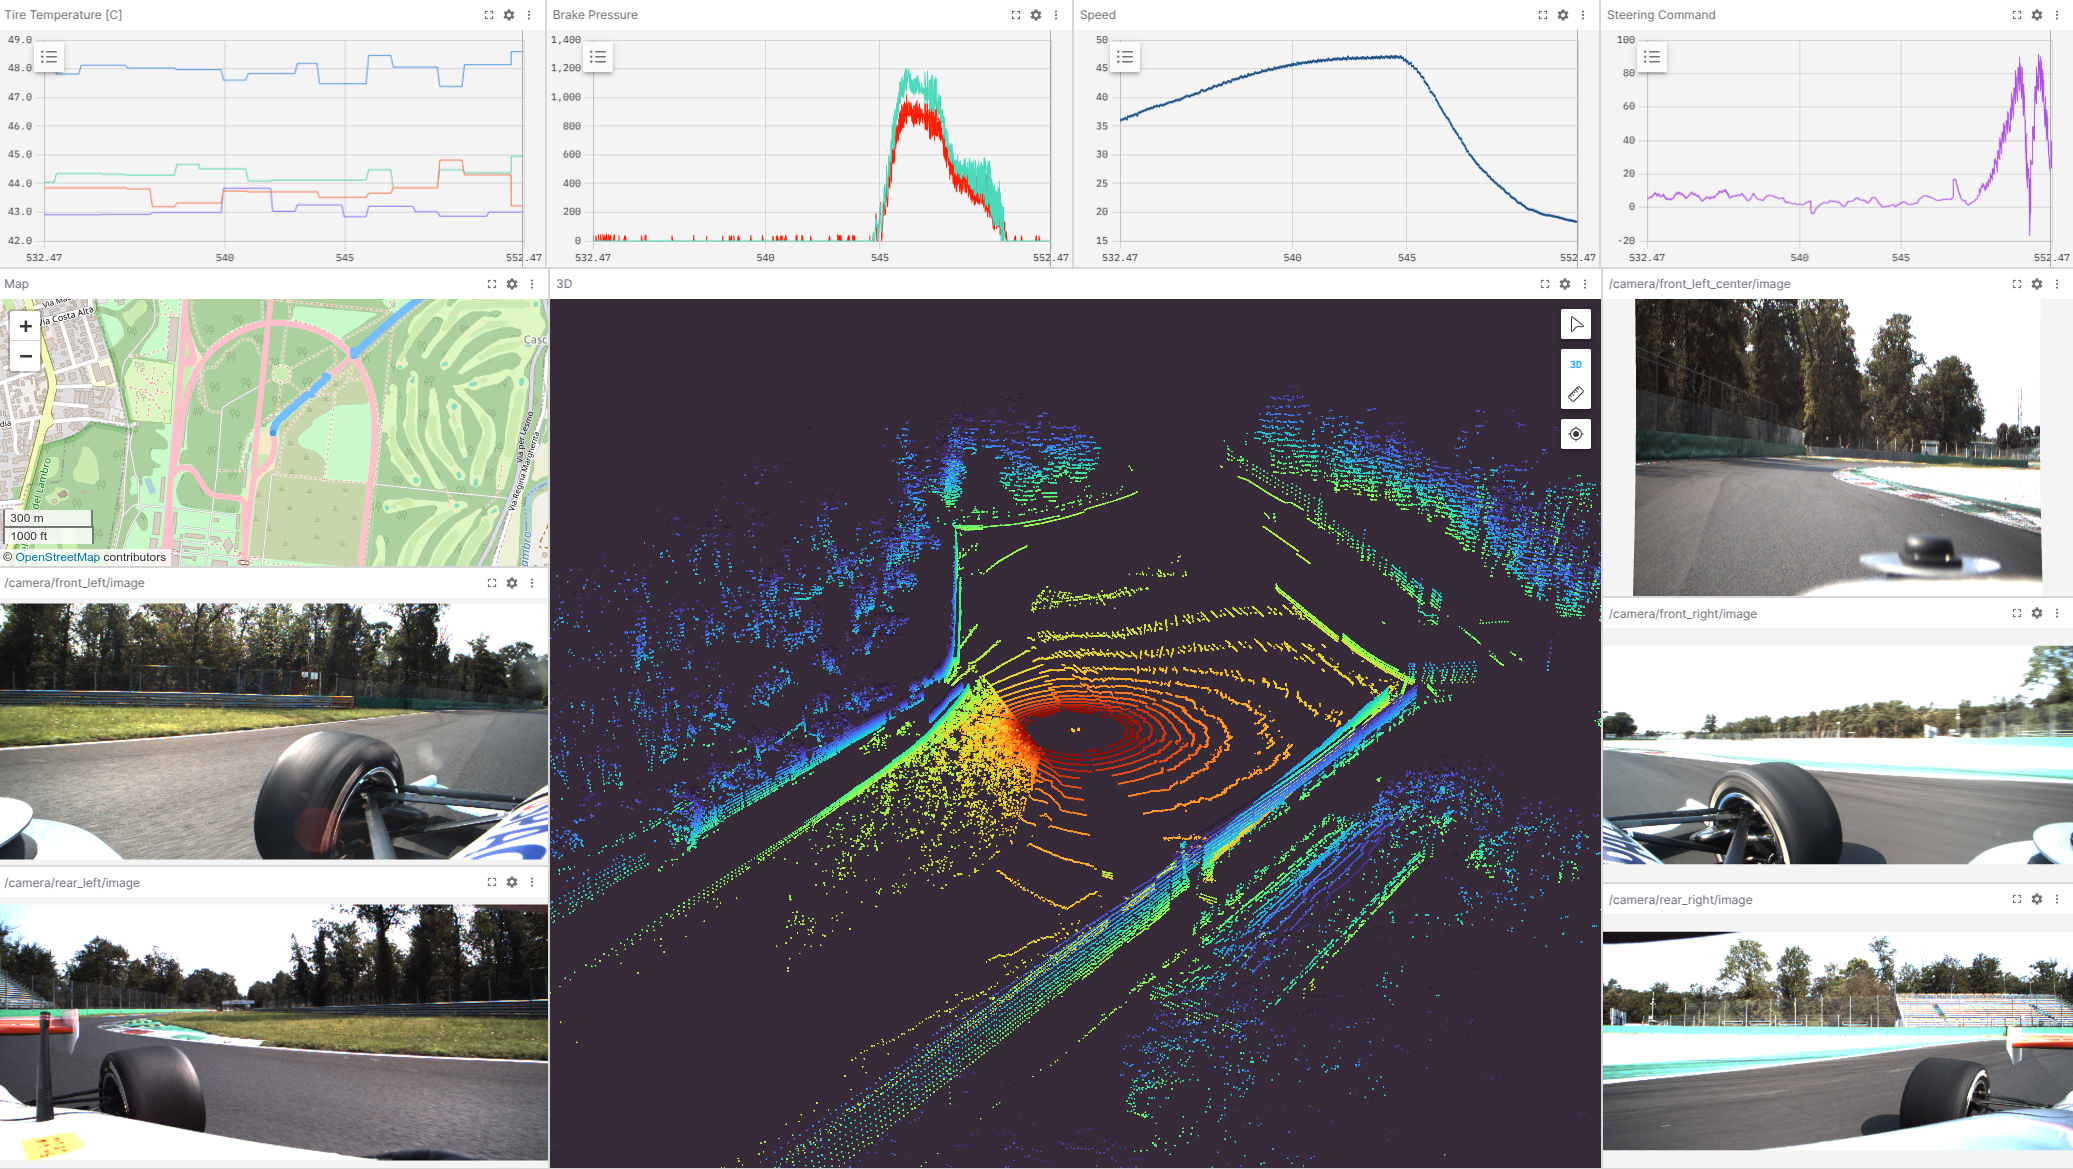 Tire Temperature [C]
49.0
48.0
47.0
46.0
45.0
44.0
43.0
42.0
532.47
540
545
552.47
Brake Pressure
1,400
1,200
1,000
800
600
400
200
0
532.47
540
545
552.47
Speed
50
45
40
35
30
25
20
15
532.47
540
545
552.47
Steering Command
100
80
60
40
20
0
-20
532.47
540
545
552.47
Map
+
−
Via Costa Alta
Casc
Via per Lesmo
Via Regina Margherita
del Lambro
ambro
300 m
1000 ft
© OpenStreetMap contributors
3D
3D
/camera/front_left_center/image
/camera/front_left/image
/camera/front_right/image
/camera/rear_left/image
/camera/rear_right/image